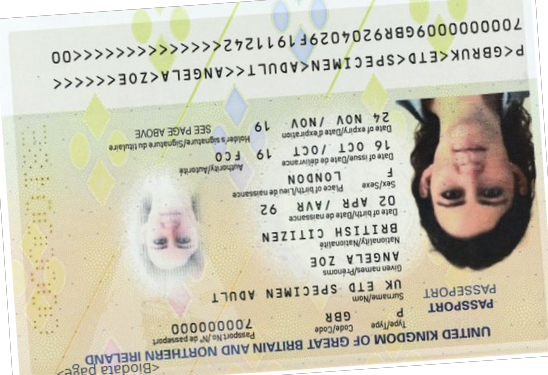 <Biodata page>
UNITED KINGDOM OF GREAT BRITAIN AND NORTHERN IRELAND
PASSPORT
PASSEPORT
Type/Type Code/Code Passport No./Nº de passeport
P GBR 700000000
Surname/Nom
UK ETD SPECIMEN ADULT
Given names/Prénoms
ANGELA ZOE
Nationality/Nationalité
BRITISH CITIZEN
Date of birth/Date de naissance
02 APR /AVR 92
Sex/Sexe Place of birth/Lieu de naissance
F LONDON
Date of issue/Date de délivrance Authority/Autorité
16 OCT /OCT 19 FCO
Date of expiry/Date d'expiration Holder's signature/Signature du titulaire
24 NOV /NOV 19 SEE PAGE ABOVE
P<GBRUK<ETD<SPECIMEN<ADULT<<ANGELA<ZOE<<<<<<
7000000096GBR9204029F1911242<<<<<<<<<<<<<<00